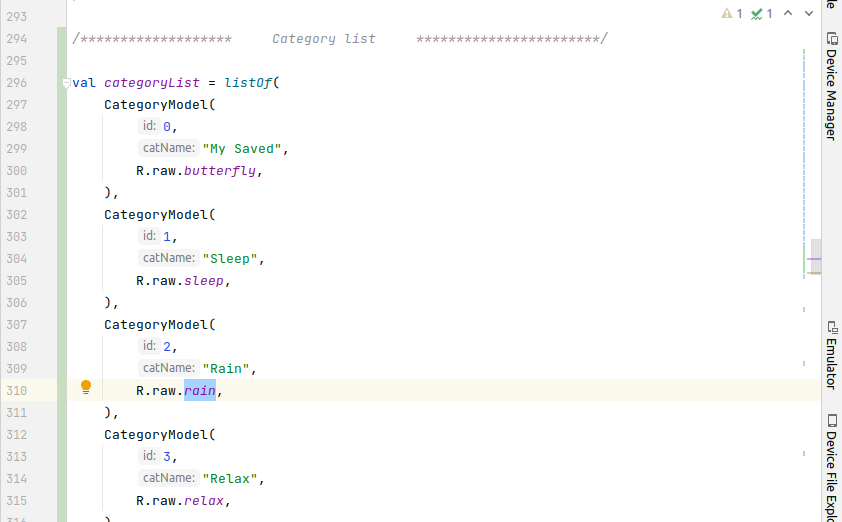 293
1 1
294 /******************* Category list ***********************/
295
296 val categoryList = listOf(
297 CategoryModel(
298 id: 0,
299 catName: "My Saved",
300 R.raw.butterfly,
301 ),
302 CategoryModel(
303 id: 1,
304 catName: "Sleep",
305 R.raw.sleep,
306 ),
307 CategoryModel(
308 id: 2,
309 catName: "Rain",
310 R.raw.rain,
311 ),
312 CategoryModel(
313 id: 3,
314 catName: "Relax",
315 R.raw.relax,
Device Manager
Emulator
Device File Explo